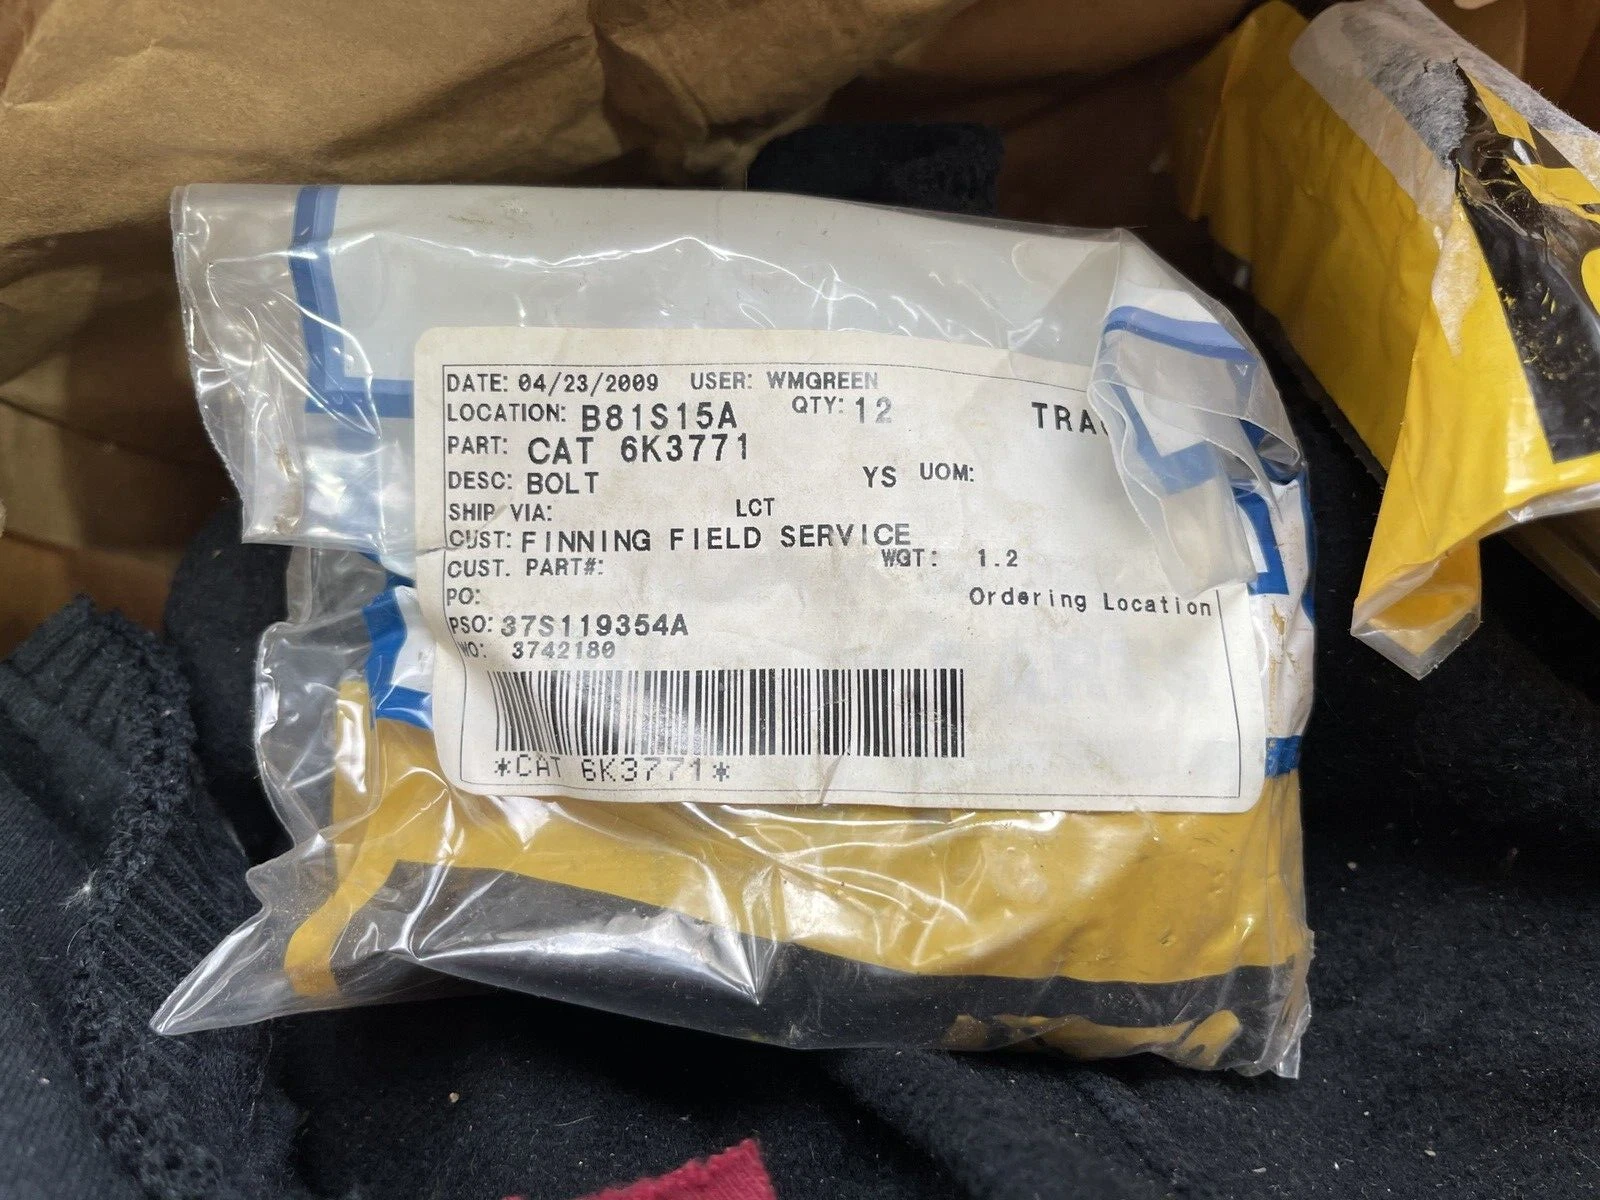 DATE: 04/23/2009 USER: WMGREEN
LOCATION: B81S15A QTY: 12
PART: CAT 6K3771
DESC: BOLT YS UOM:
SHIP VIA: LCT
CUST: FINNING FIELD SERVICE
CUST. PART#: WGT: 1.2
PO: Ordering Location
PSO: 37S119354A
WO: 3742180
*CAT 6K3771*